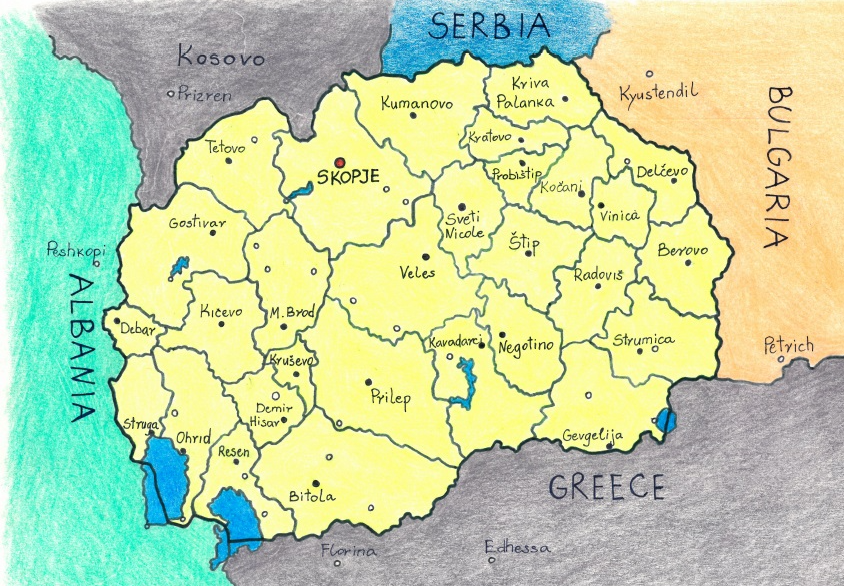 SERBIA
Kosovo
Prizren
Kriva
Palanka
Kumanovo
Kyustendil
BULGARIA
Kratovo
Tetovo
SKOPJE
Probištip
Kočani
Delčevo
Vinica
Sveti
Nicole
Gostivar
Štip
Peshkopi
ALBANIA
Veles
Radoviš
Berovo
Kičevo
M. Brod
Debar
Kavadarci
Negotino
Strumica
Petrich
Kruševo
Prilep
Demir
Hisar
Struga
Ohrid
Resen
Gevgelija
Bitola
GREECE
Florina
Edhessa